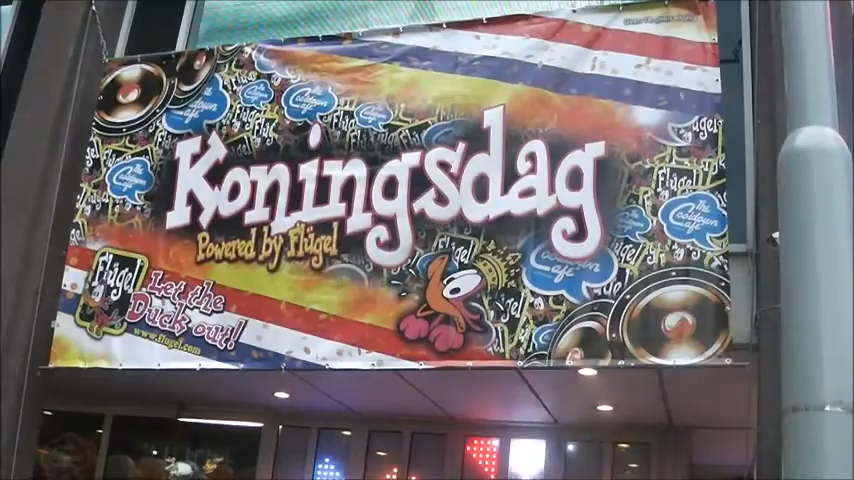 Koningsdag
Powered by Flügel
Flügel
Let the
Duck out!
www.flugel.com
The
Cooldown
Café